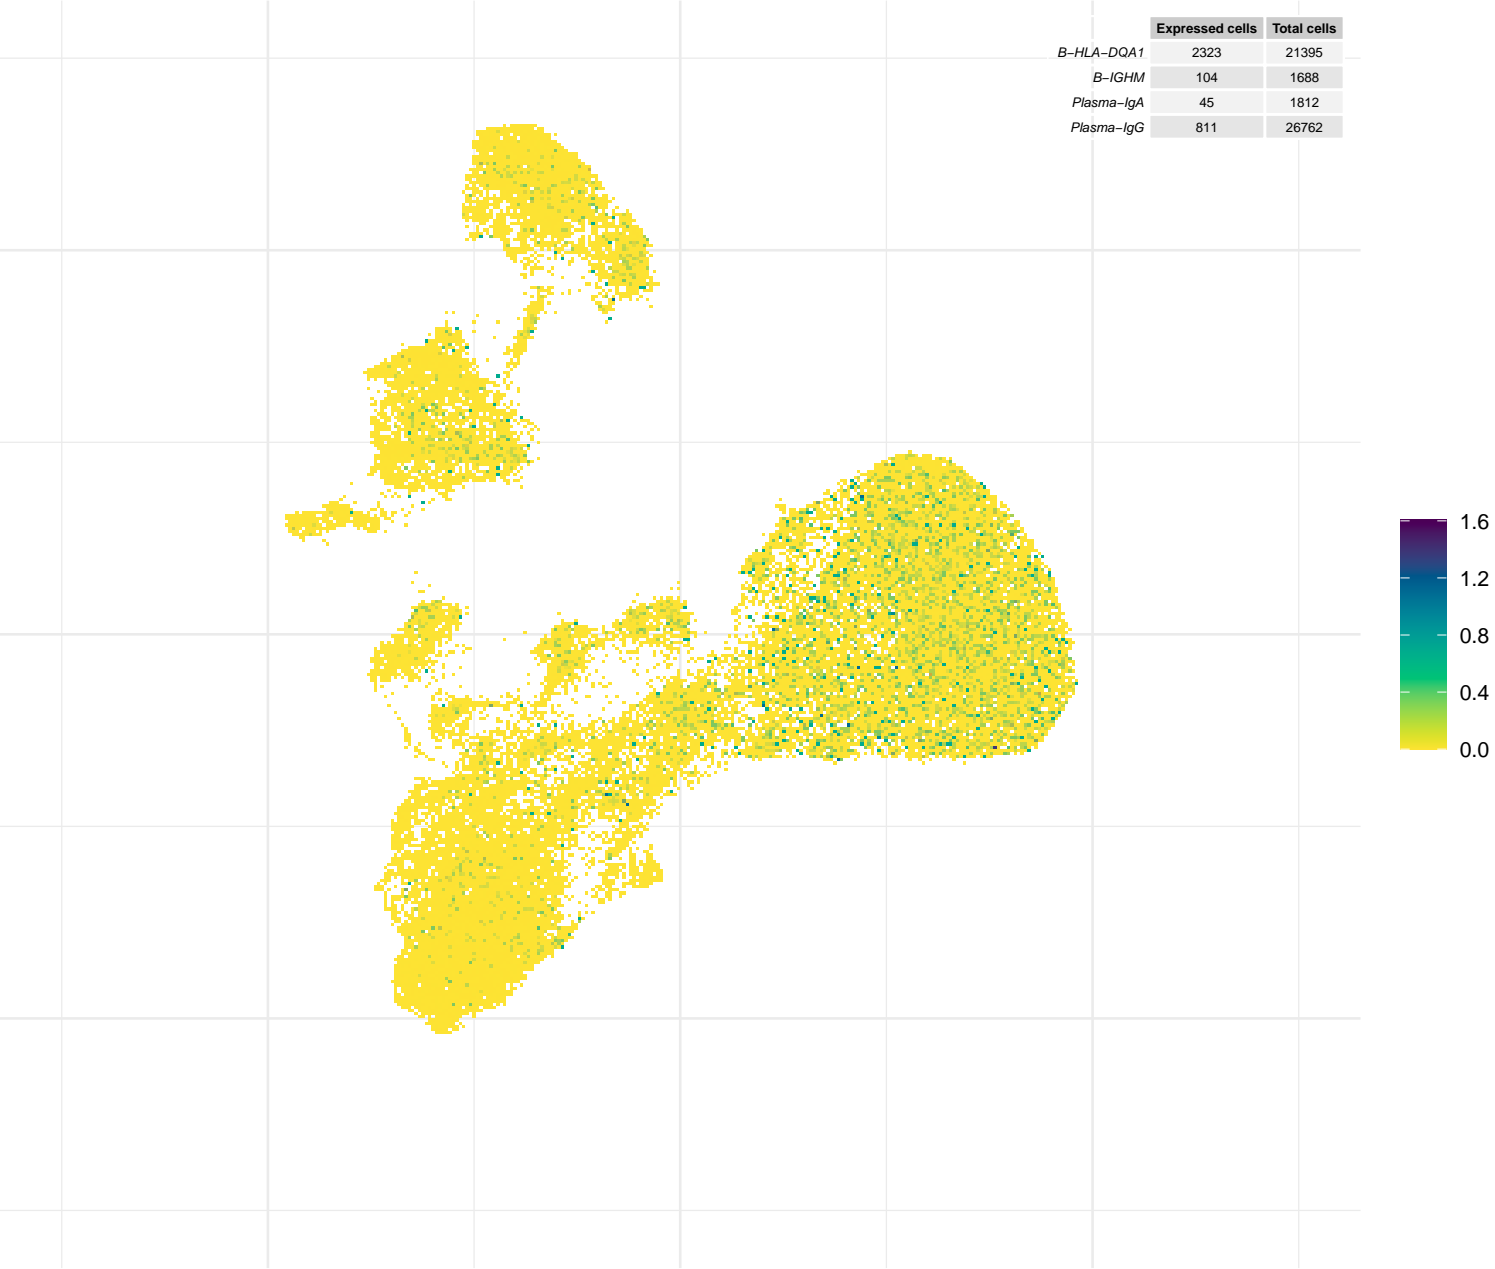 Expressed cells Total cells
B−HLA−DQA1 2323 21395
B−IGHM 104 1688
Plasma−IgA 45 1812
Plasma−IgG 811 26762
1.6
1.2
0.8
0.4
0.0